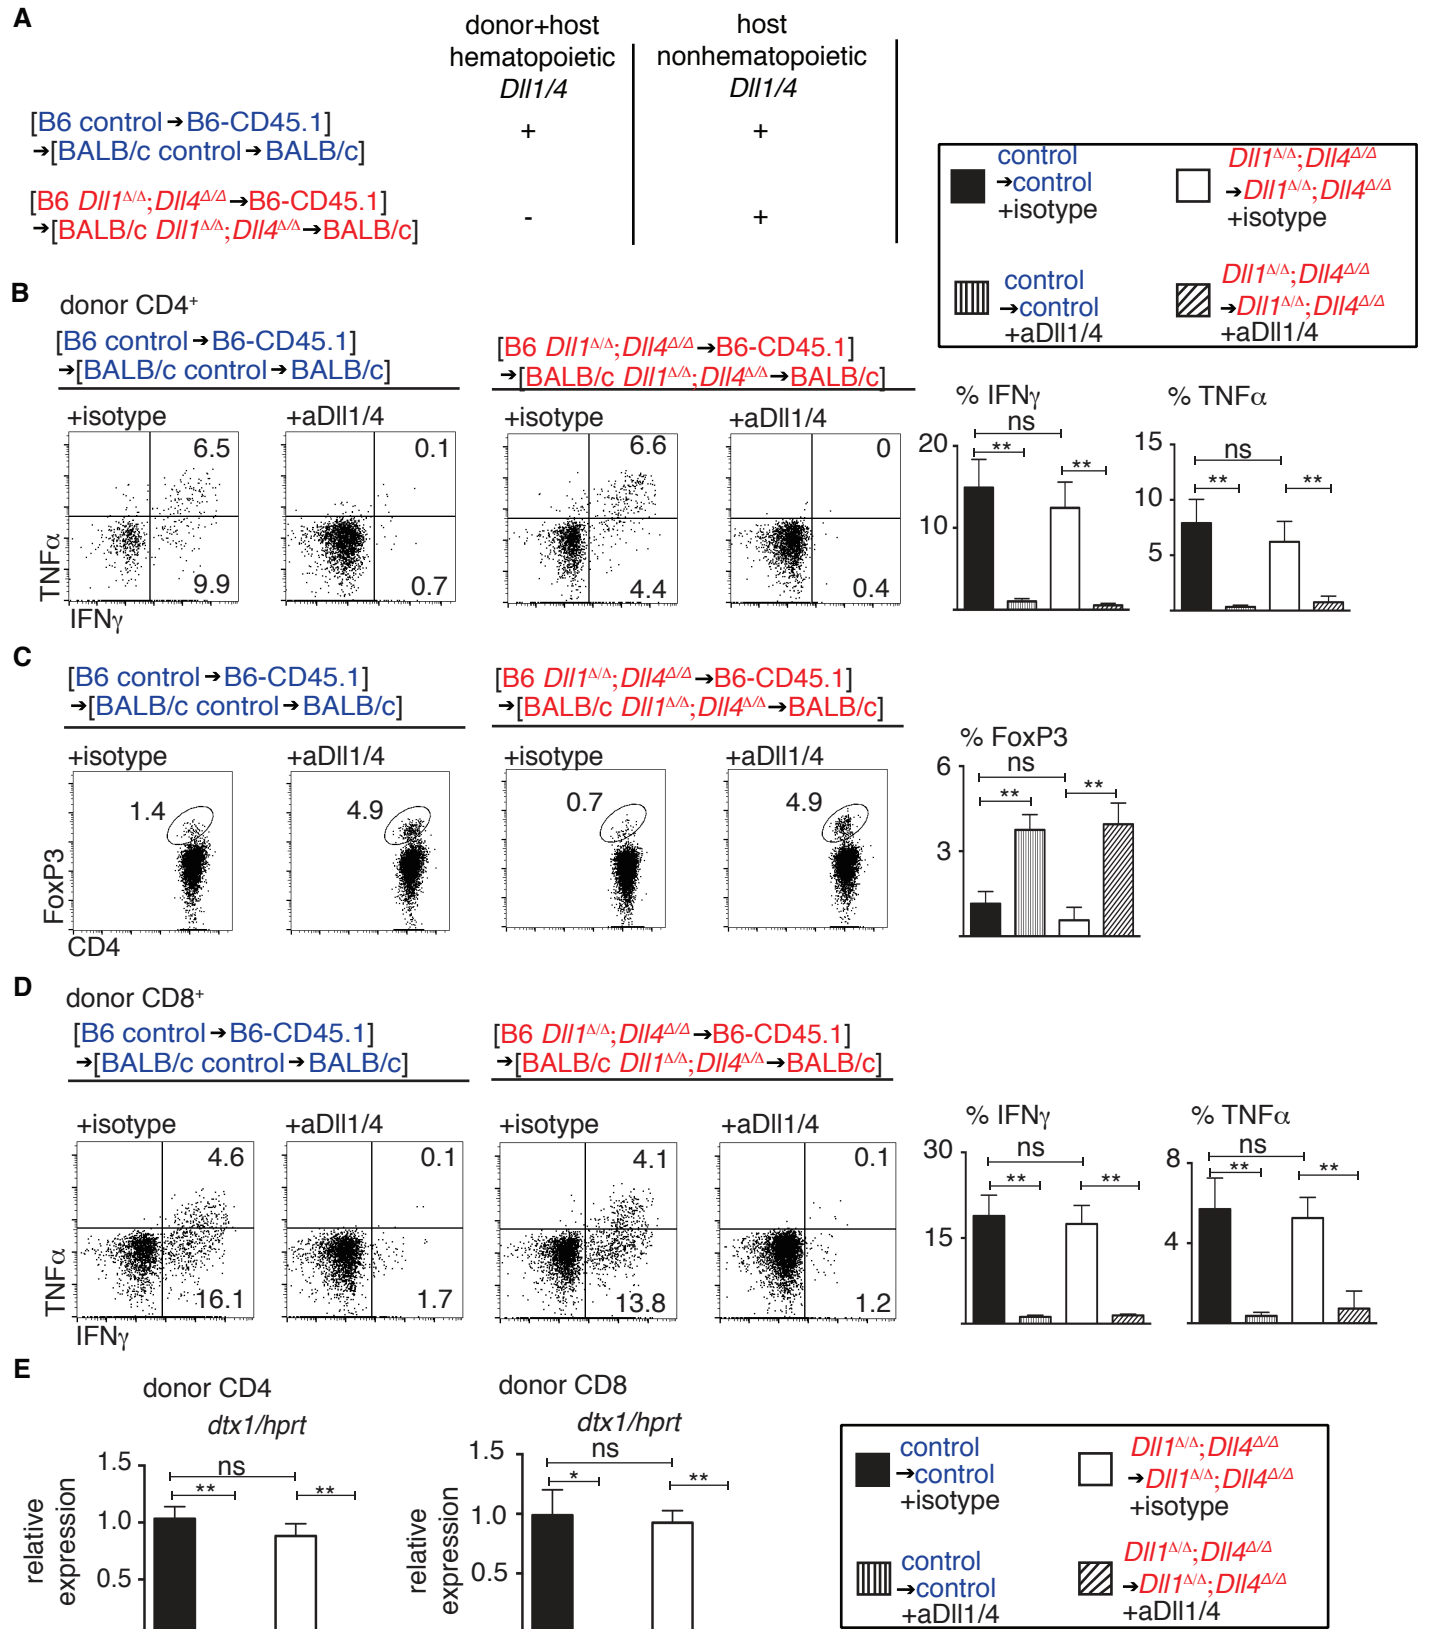 A
donor+host
hematopoietic
Dll1/4
host
nonhematopoietic
Dll1/4
[B6 control→B6-CD45.1]
→[BALB/c control→BALB/c]
+
+
[B6 Dll1Δ/Δ;Dll4Δ/Δ→B6-CD45.1]
→[BALB/c Dll1Δ/Δ;Dll4Δ/Δ→BALB/c]
-
+
control
→control
+isotype
Dll1Δ/Δ;Dll4Δ/Δ
→Dll1Δ/Δ;Dll4Δ/Δ
+isotype
control
→control
+aDll1/4
Dll1Δ/Δ;Dll4Δ/Δ
→Dll1Δ/Δ;Dll4Δ/Δ
+aDll1/4
B
donor CD4+
[B6 control→B6-CD45.1]
→[BALB/c control→BALB/c]
[B6 Dll1Δ/Δ;Dll4Δ/Δ→B6-CD45.1]
→[BALB/c Dll1Δ/Δ;Dll4Δ/Δ→BALB/c]
+isotype
+aDll1/4
+isotype
+aDll1/4
6.5
9.9
0.1
0.7
6.6
4.4
0
0.4
TNFα
IFNγ
% IFNγ
ns
**
**
20
10
% TNFα
ns
**
**
15
10
5
C
[B6 control→B6-CD45.1]
→[BALB/c control→BALB/c]
[B6 Dll1Δ/Δ;Dll4Δ/Δ→B6-CD45.1]
→[BALB/c Dll1Δ/Δ;Dll4Δ/Δ→BALB/c]
+isotype
+aDll1/4
+isotype
+aDll1/4
1.4
4.9
0.7
4.9
FoxP3
CD4
% FoxP3
ns
**
**
6
3
D
donor CD8+
[B6 control→B6-CD45.1]
→[BALB/c control→BALB/c]
[B6 Dll1Δ/Δ;Dll4Δ/Δ→B6-CD45.1]
→[BALB/c Dll1Δ/Δ;Dll4Δ/Δ→BALB/c]
+isotype
+aDll1/4
+isotype
+aDll1/4
4.6
16.1
0.1
1.7
4.1
13.8
0.1
1.2
TNFα
IFNγ
% IFNγ
ns
**
**
30
15
% TNFα
ns
**
**
8
4
E
donor CD4
dtx1/hprt
ns
**
**
1.5
1.0
0.5
relative
expression
donor CD8
dtx1/hprt
ns
*
**
1.5
1.0
0.5
relative
expression
control
→control
+isotype
Dll1Δ/Δ;Dll4Δ/Δ
→Dll1Δ/Δ;Dll4Δ/Δ
+isotype
control
→control
+aDll1/4
Dll1Δ/Δ;Dll4Δ/Δ
→Dll1Δ/Δ;Dll4Δ/Δ
+aDll1/4